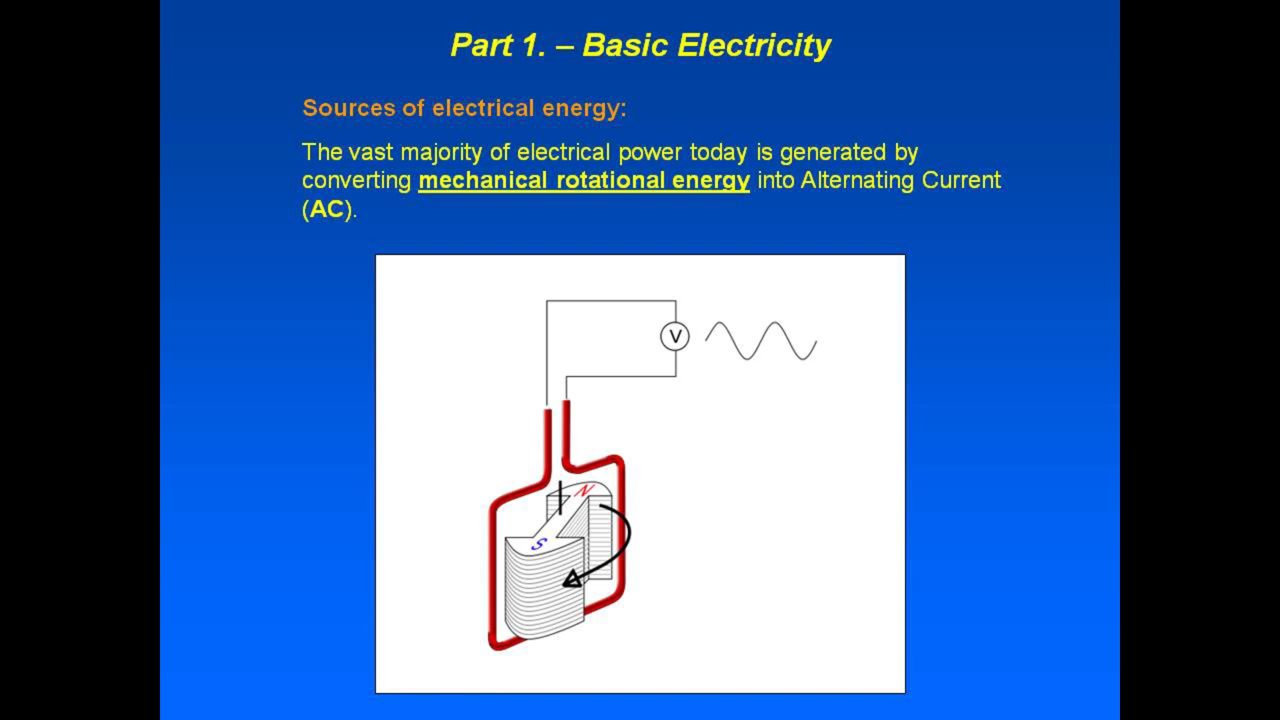 Part 1. – Basic Electricity
Sources of electrical energy:
The vast majority of electrical power today is generated by
converting mechanical rotational energy into Alternating Current
(AC).
V
N
S